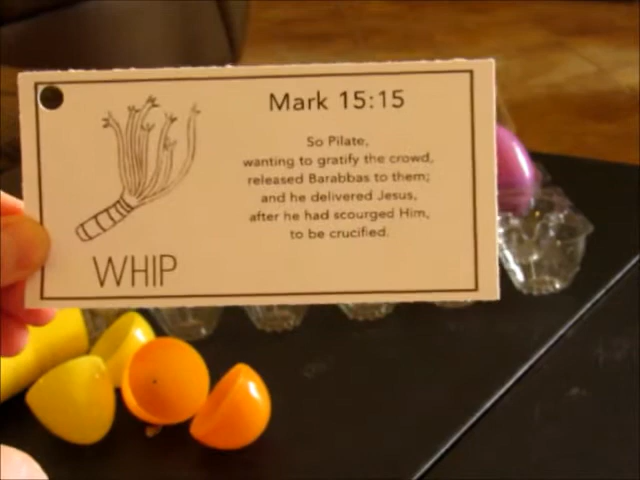 Mark 15:15
So Pilate,
wanting to gratify the crowd,
released Barabbas to them;
and he delivered Jesus,
after he had scourged Him,
to be crucified.
WHIP